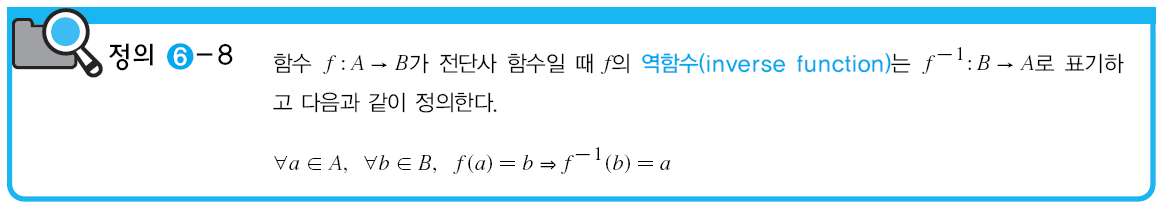 정의 6-8
함수 f : A → B가 전단사 함수일 때 f의 역함수(inverse function)는 f⁻¹ : B → A로 표기하
고 다음과 같이 정의한다.
∀a ∈ A, ∀b ∈ B, f(a) = b ⇒ f⁻¹(b) = a